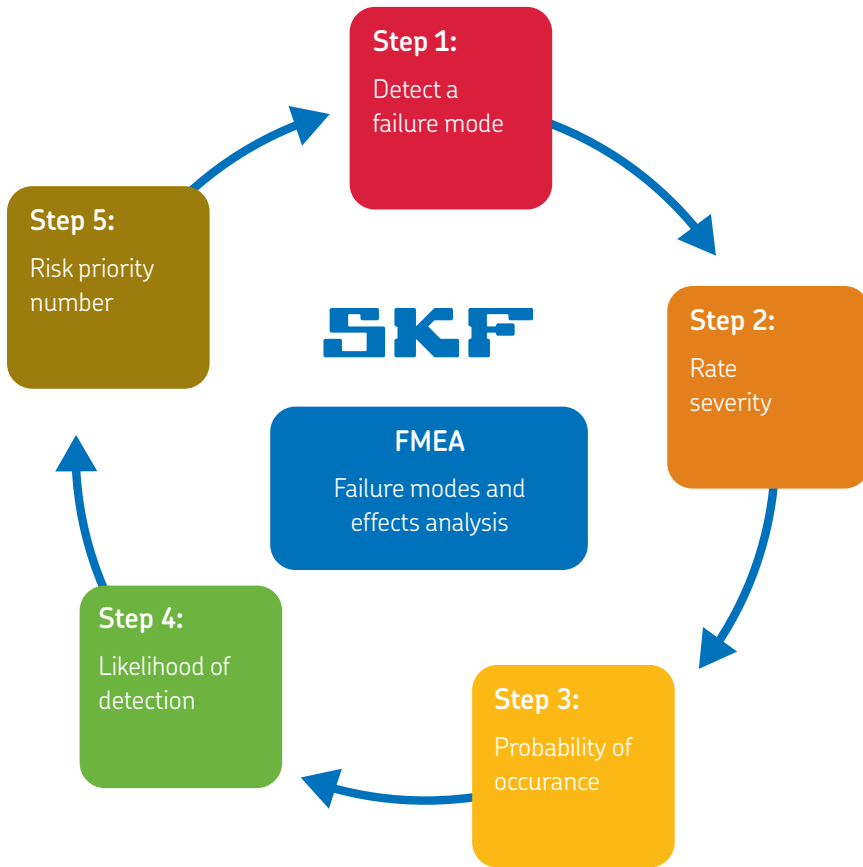 Step 1:
Detect a
failure mode
Step 2:
Rate
severity
Step 3:
Probability of
occurance
Step 4:
Likelihood of
detection
Step 5:
Risk priority
number
SKF
FMEA
Failure modes and
effects analysis